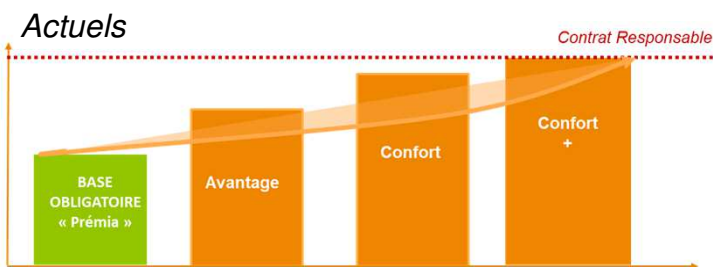 Actuels
Contrat Responsable
BASE
OBLIGATOIRE
« Prémia »
Avantage
Confort
Confort
+